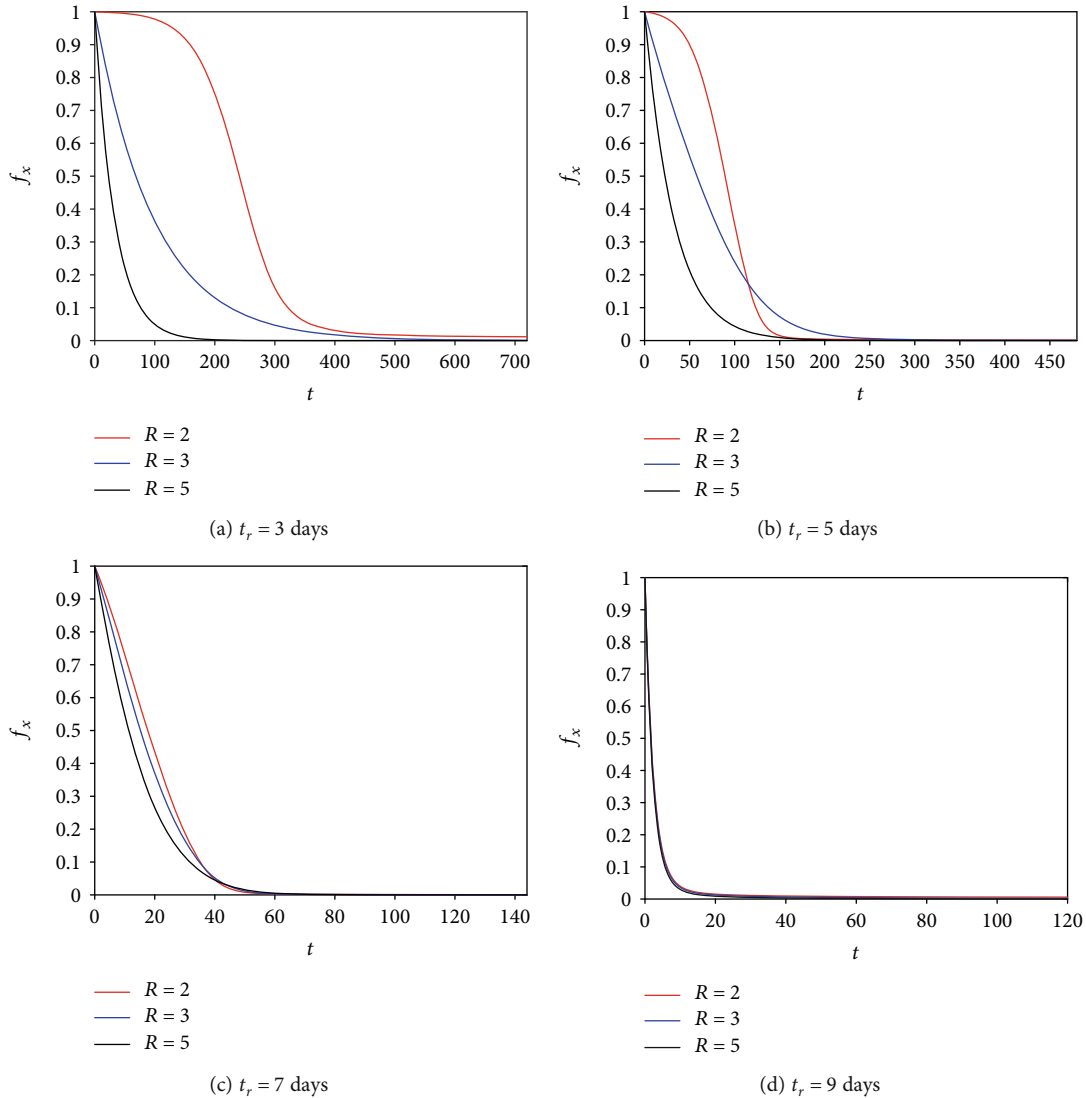 1
0.9
0.8
0.7
0.6
0.5
0.4
0.3
0.2
0.1
0
f_x
0 100 200 300 400 500 600 700
t
R = 2
R = 3
R = 5
(a) t_r = 3 days
1
0.9
0.8
0.7
0.6
0.5
0.4
0.3
0.2
0.1
0
f_x
0 50 100 150 200 250 300 350 400 450
t
R = 2
R = 3
R = 5
(b) t_r = 5 days
1
0.9
0.8
0.7
0.6
0.5
0.4
0.3
0.2
0.1
0
f_x
0 20 40 60 80 100 120 140
t
R = 2
R = 3
R = 5
(c) t_r = 7 days
1
0.9
0.8
0.7
0.6
0.5
0.4
0.3
0.2
0.1
0
f_x
0 20 40 60 80 100 120
t
R = 2
R = 3
R = 5
(d) t_r = 9 days